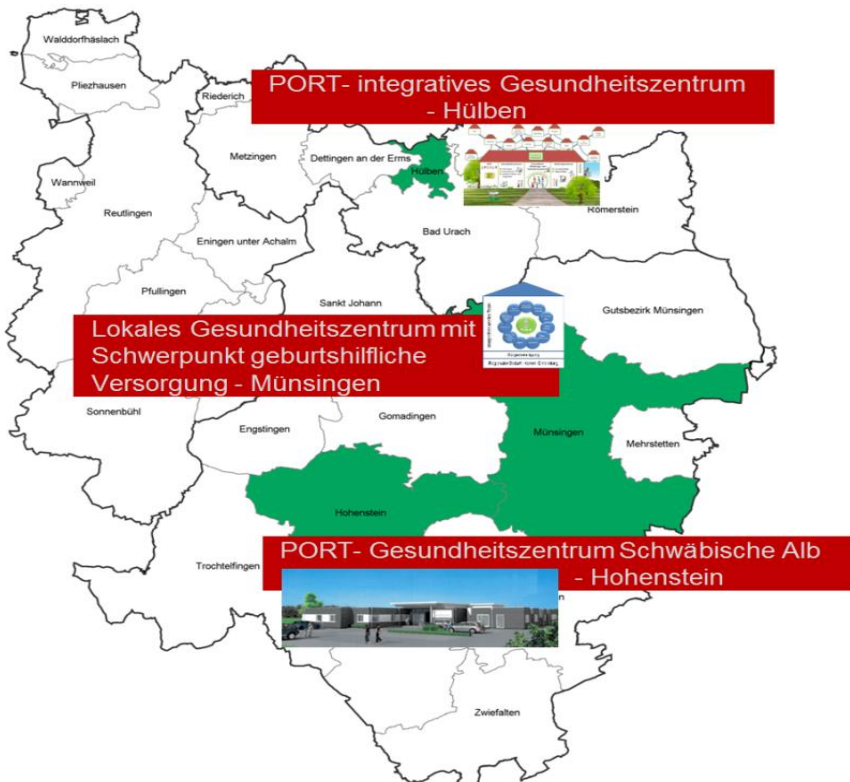 Walddorfhäslach
Pliezhausen
Riederich
PORT- integratives Gesundheitszentrum
- Hülben
Metzingen
Dettingen an der Erms
Hülben
Wannweil
Reutlingen
Römerstein
Eningen unter Achalm
Bad Urach
Pfullingen
Sankt Johann
Gutsbezirk Münsingen
Lokales Gesundheitszentrum mit
Schwerpunkt geburtshilfliche
Versorgung - Münsingen
Sonnenbühl
Gomadingen
Engstingen
Münsingen
Mehrstetten
Hohenstein
PORT- Gesundheitszentrum Schwäbische Alb
- Hohenstein
Trochtelfingen
Zwiefalten